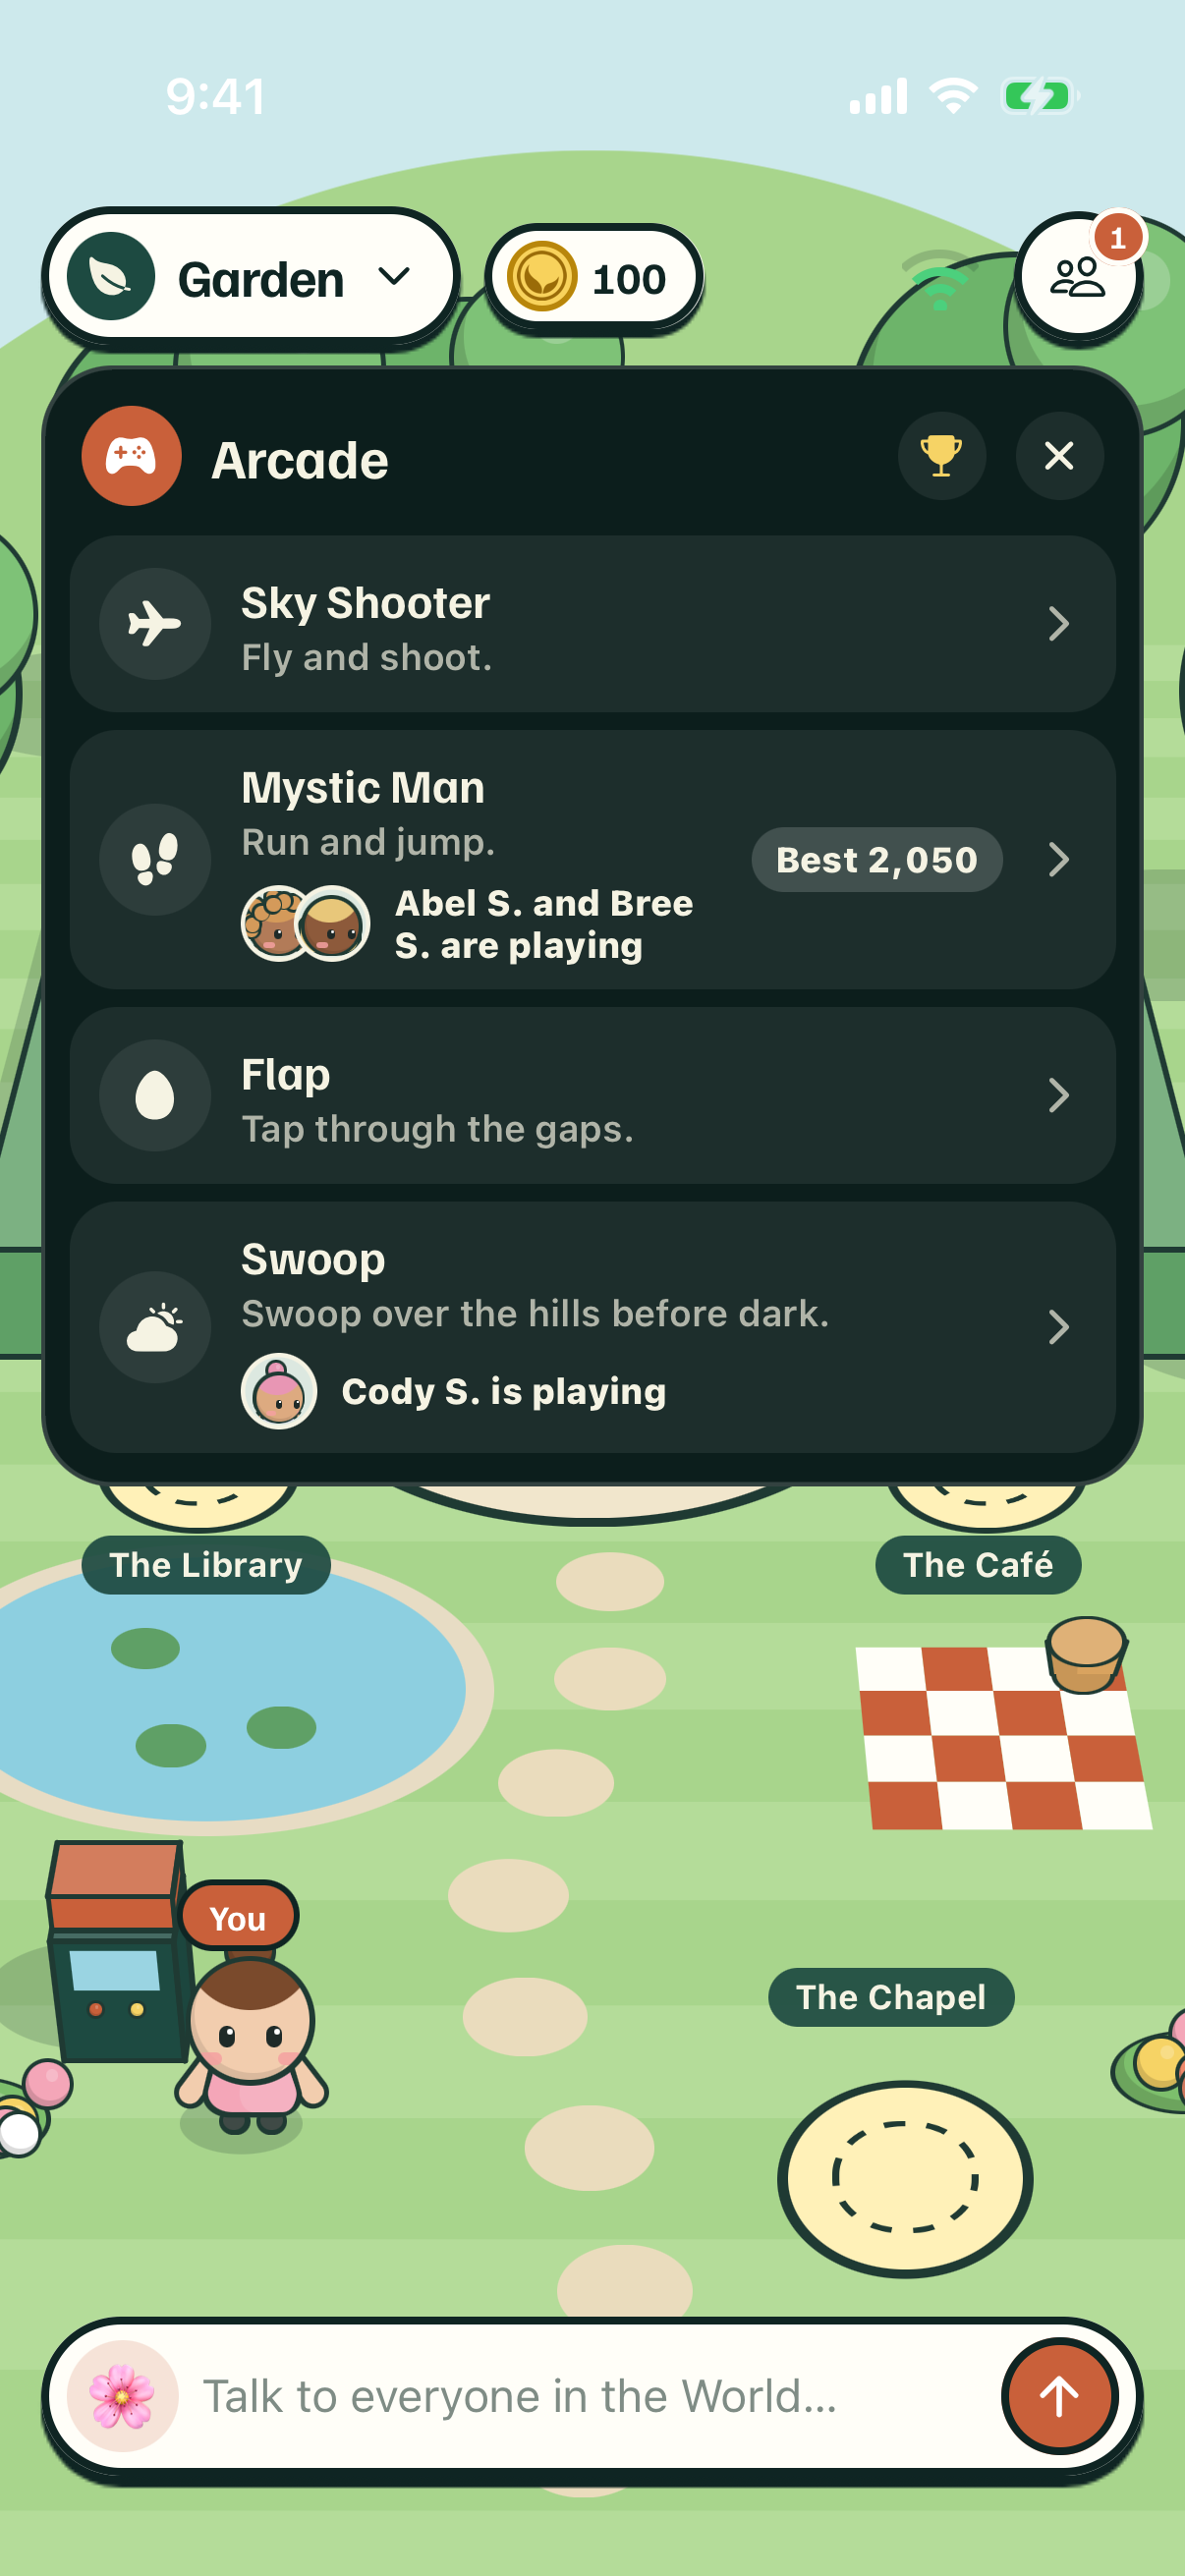 9:41
Garden
100
1
Arcade
Sky Shooter
Fly and shoot.
Mystic Man
Run and jump.
Best 2,050
Abel S. and Bree
S. are playing
Flap
Tap through the gaps.
Swoop
Swoop over the hills before dark.
Cody S. is playing
The Library
The Café
You
The Chapel
Talk to everyone in the World...